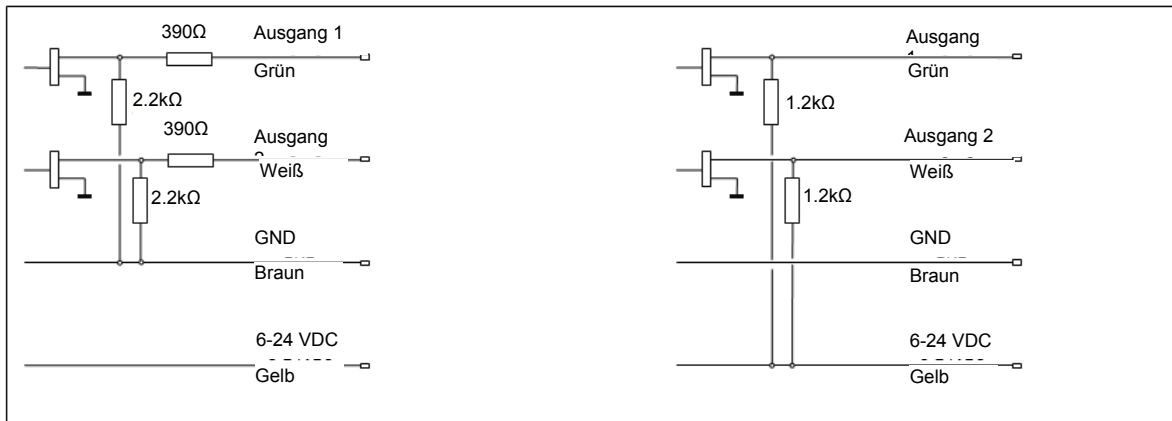 390Ω
Ausgang 1
Grün
2.2kΩ
390Ω
Ausgang
Weiß
2.2kΩ
GND
Braun
6-24 VDC
Gelb
Ausgang
Grün
1.2kΩ
Ausgang 2
Weiß
1.2kΩ
GND
Braun
6-24 VDC
Gelb